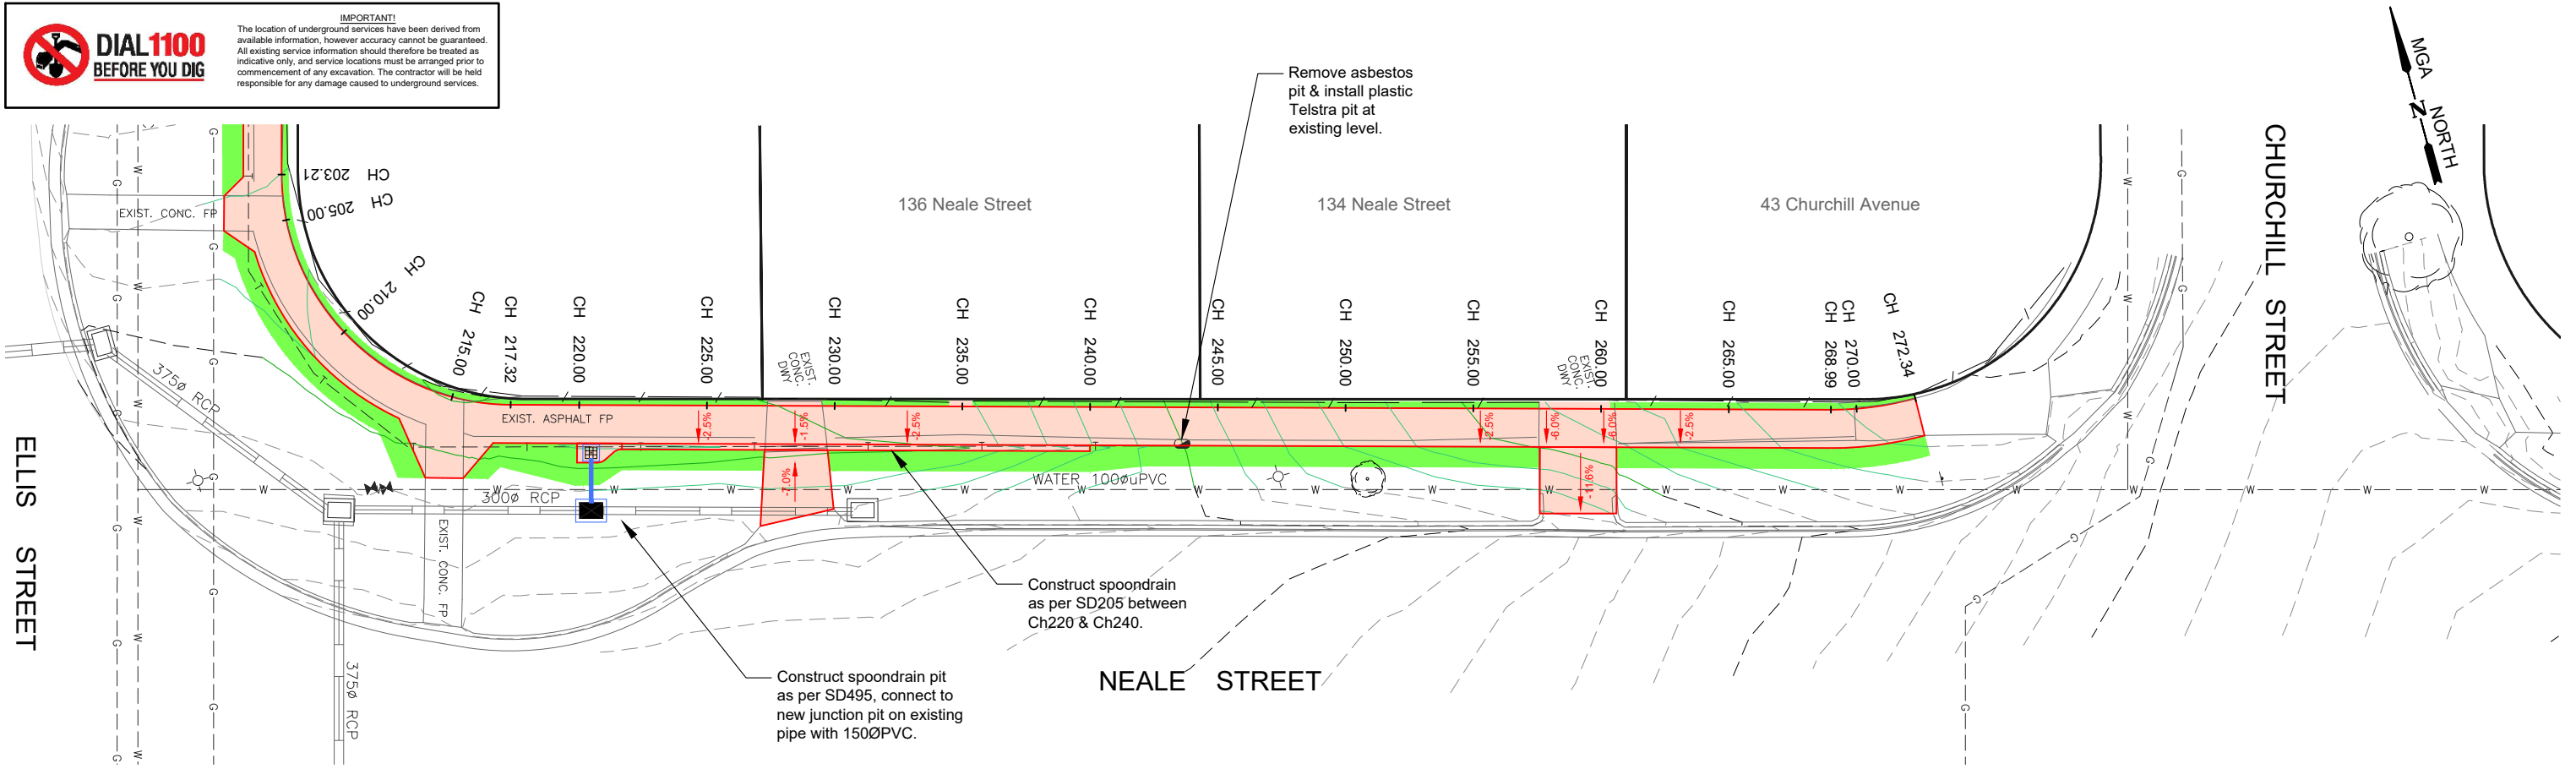 IMPORTANT!
The location of underground services have been derived from
available information, however accuracy cannot be guaranteed.
All existing service information should therefore be treated as
indicative only, and service locations must be arranged prior to
commencement of any excavation. The contractor will be held
responsible for any damage caused to underground services.
DIAL1100
BEFORE YOU DIG
Remove asbestos
pit & install plastic
Telstra pit at
existing level.
MGA N NORTH
CHURCHILL STREET
136 Neale Street
134 Neale Street
43 Churchill Avenue
EXIST. CONC. FP
CH 203.21
CH 205.00
CH 210.00
CH 215.00
CH 217.32
CH 220.00
CH 225.00
EXIST.
CONC.
DWY
CH 230.00
CH 235.00
CH 240.00
CH 245.00
CH 250.00
CH 255.00
EXIST.
CONC.
DWY
CH 260.00
CH 265.00
CH 268.99
CH 270.00
CH 272.34
EXIST. ASPHALT FP
-2.5%
-1.5%
-2.5%
-2.5%
-6.0%
-6.0%
-2.5%
-7.0%
-11.6%
375ø RCP
300ø RCP
WATER 100øuPVC
EXIST. CONC. FP
375ø RCP
ELLIS STREET
Construct spoondrain
as per SD205 between
Ch220 & Ch240.
Construct spoondrain pit
as per SD495, connect to
new junction pit on existing
pipe with 150ØPVC.
NEALE STREET